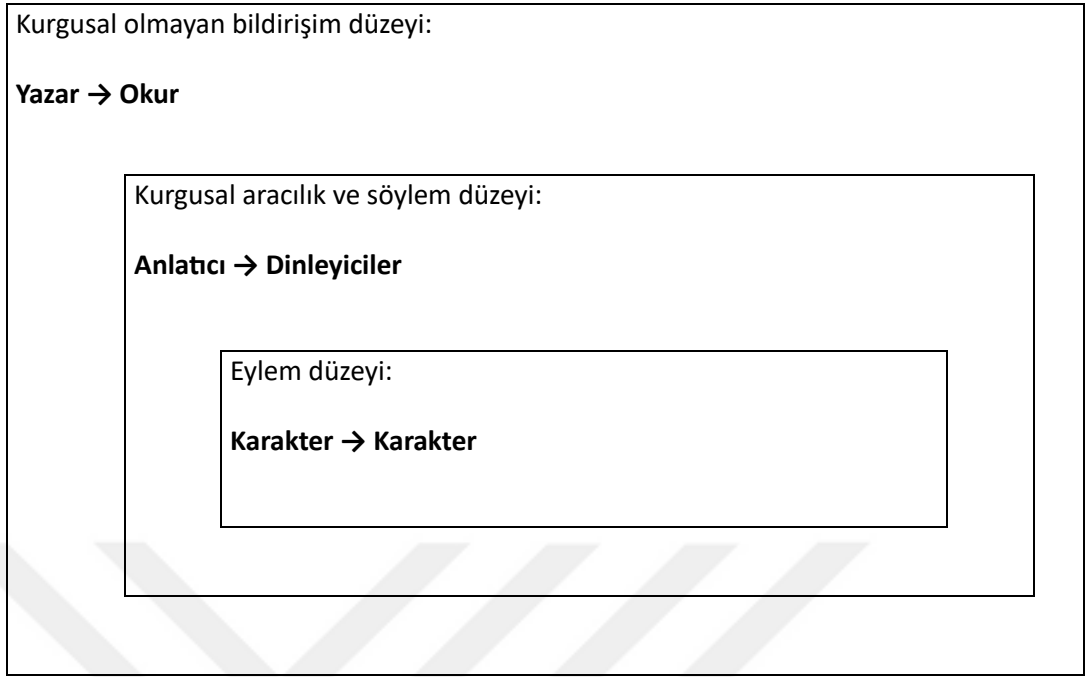 Kurgusal olmayan bildirişim düzeyi:
Yazar → Okur
Kurgusal aracılık ve söylem düzeyi:
Anlatıcı → Dinleyiciler
Eylem düzeyi:
Karakter → Karakter